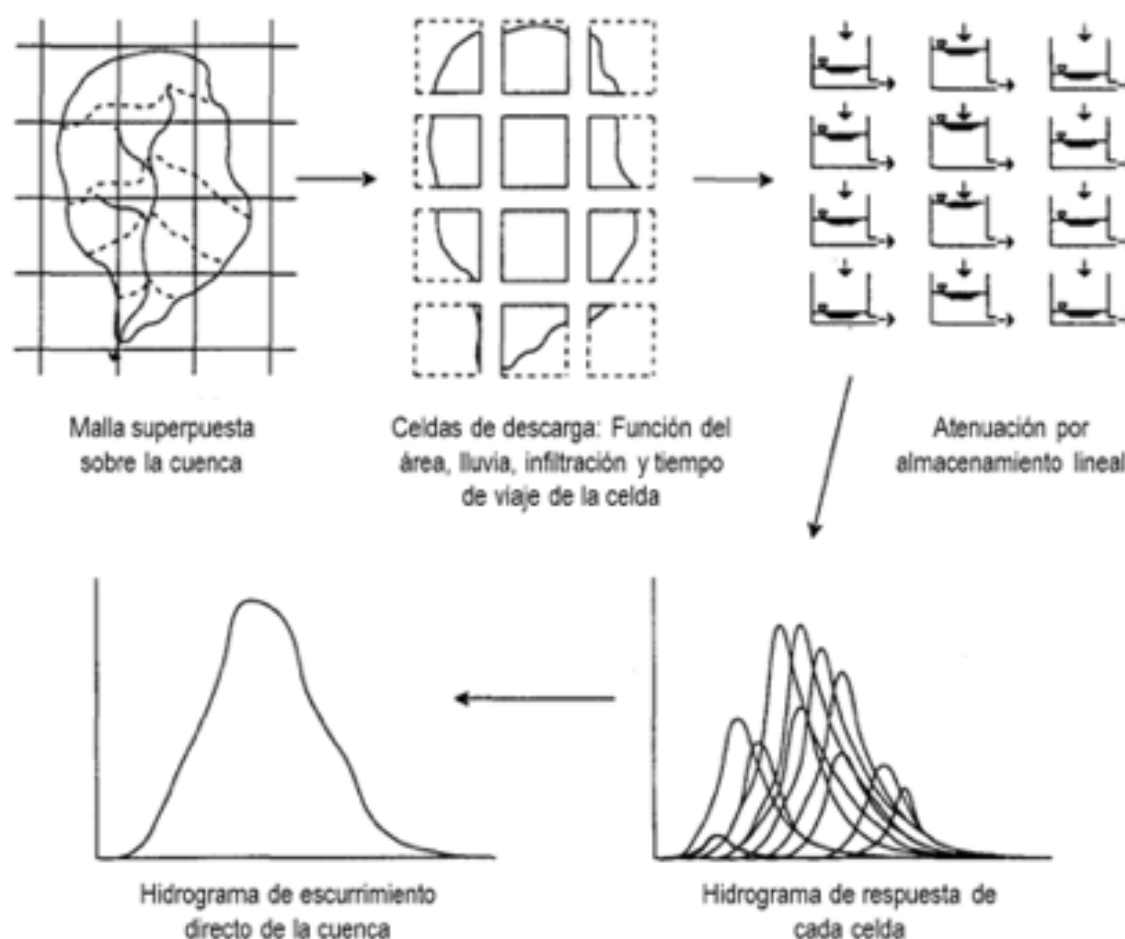 Malla superpuesta
sobre la cuenca
Celdas de descarga: Función del
área, lluvia, infiltración y tiempo
de viaje de la celda
Atenuación por
almacenamiento lineal
Hidrograma de escurrimiento
directo de la cuenca
Hidrograma de respuesta de
cada celda